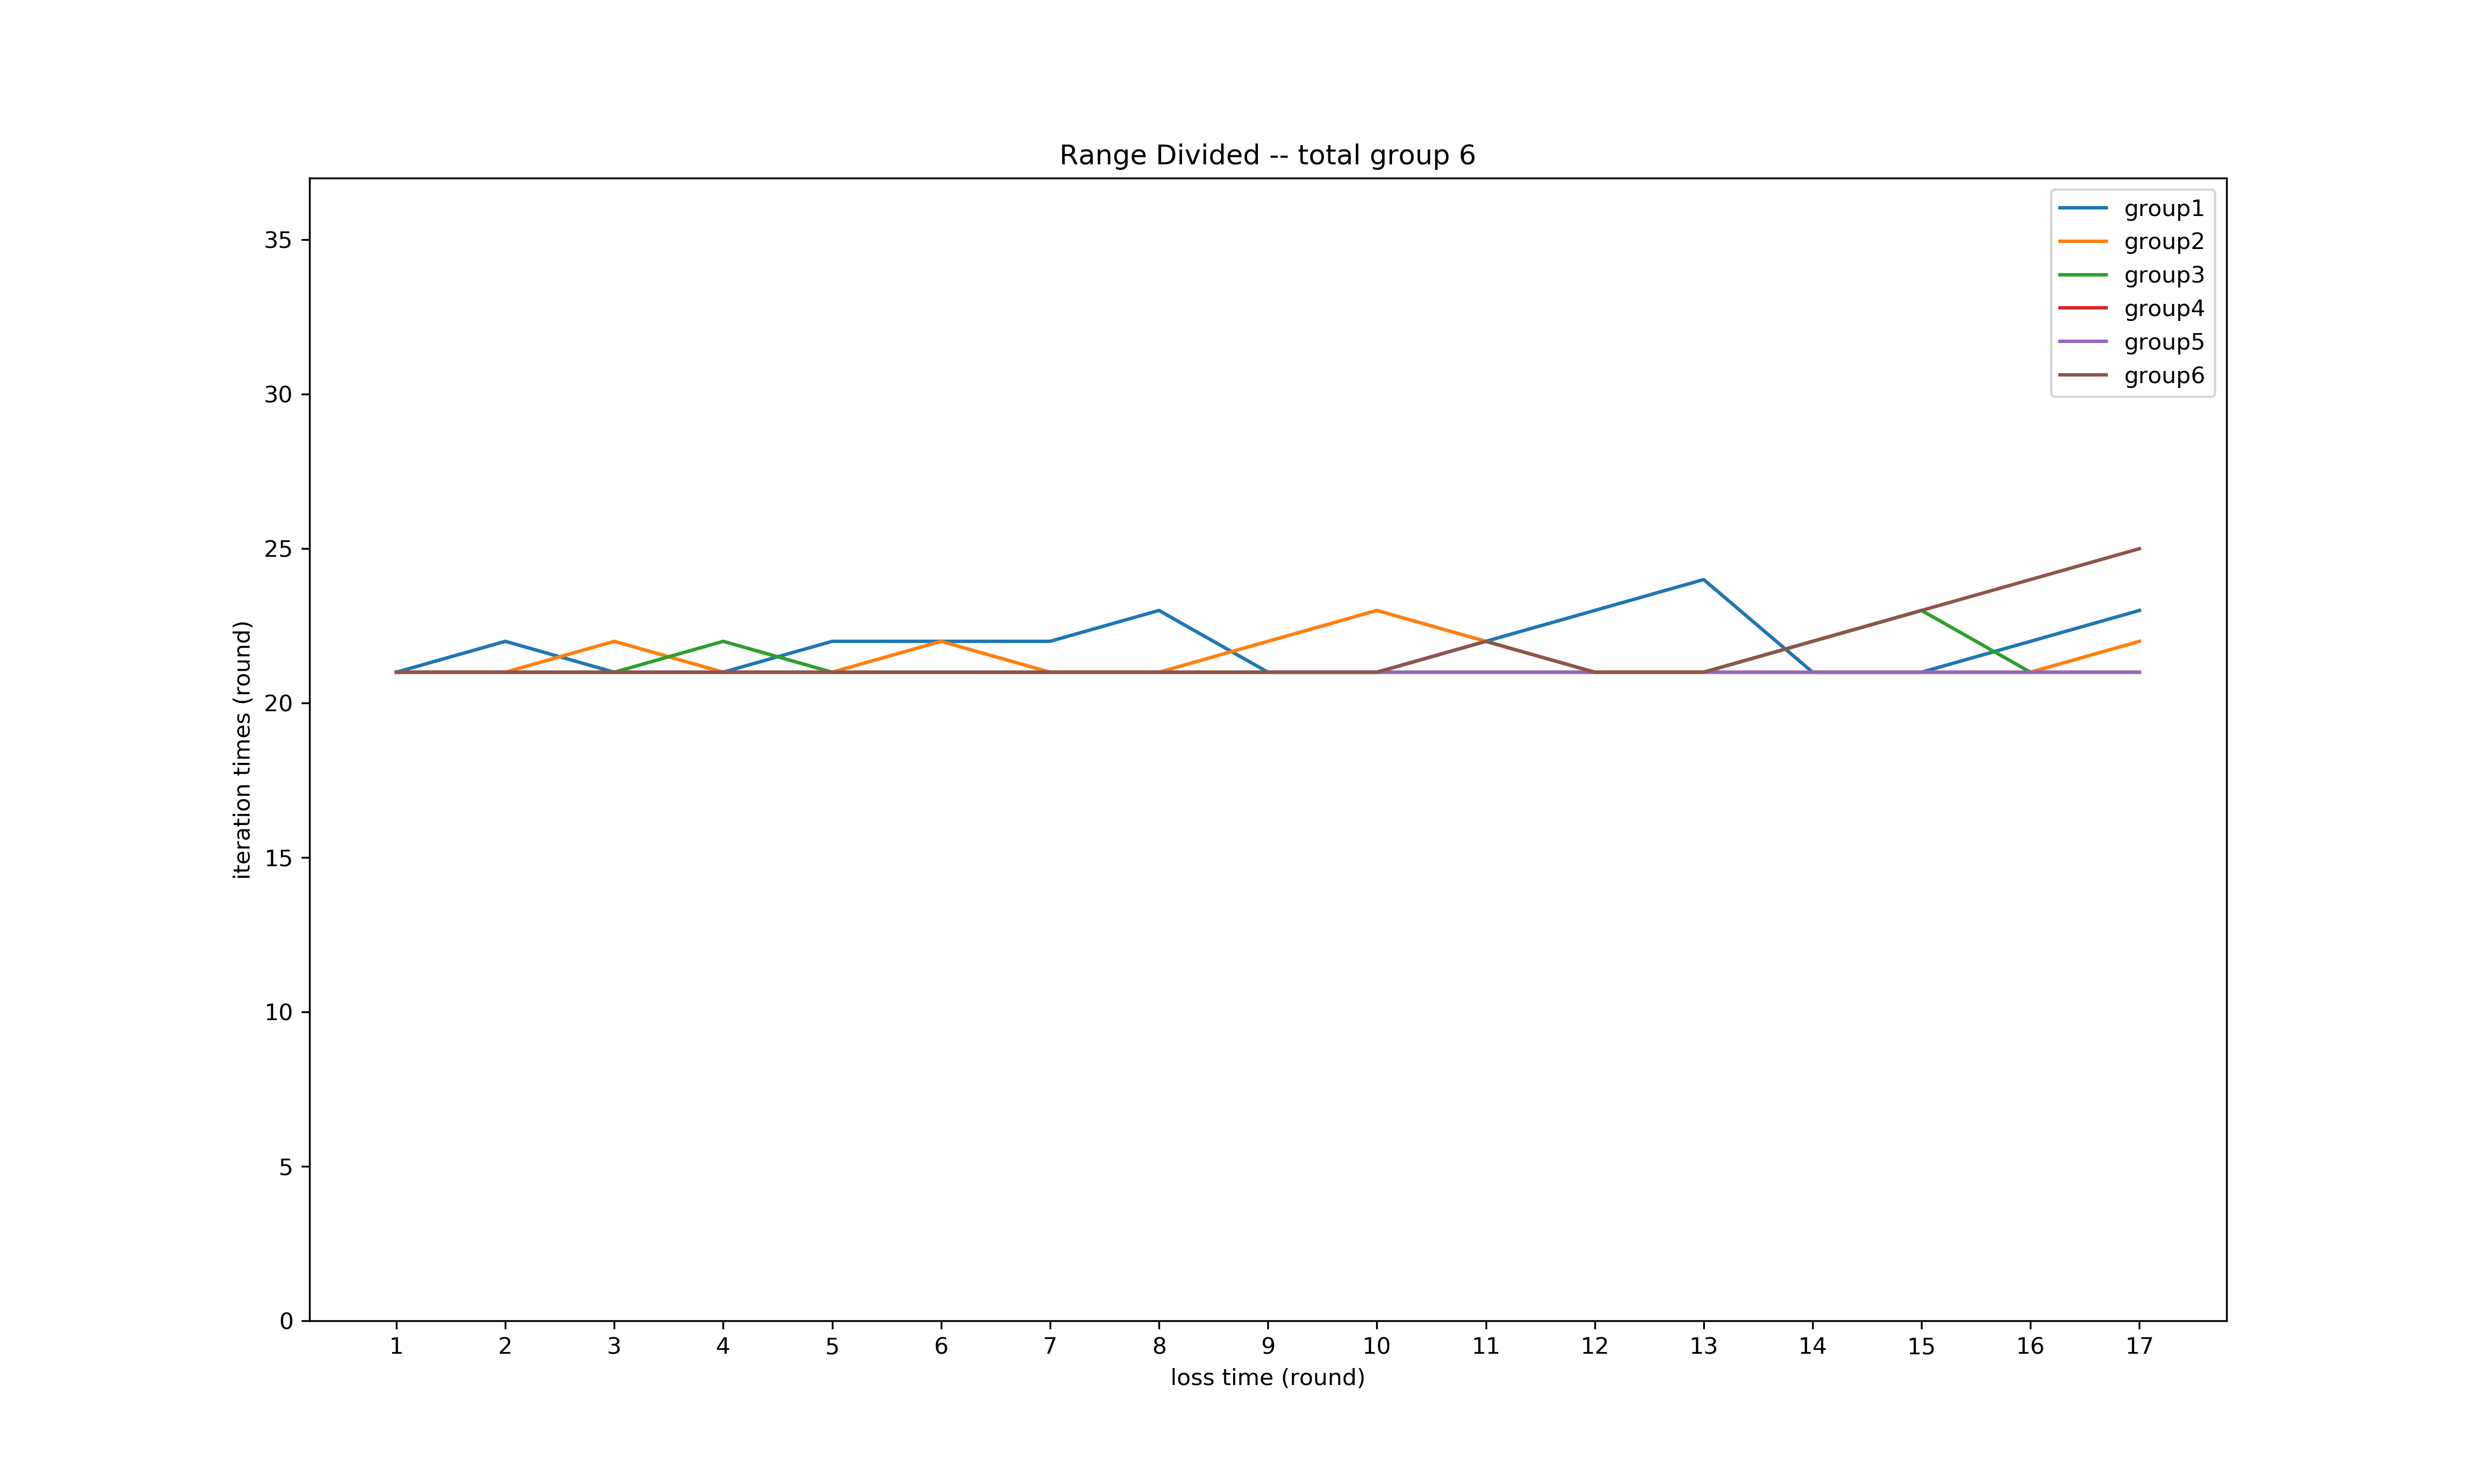 Range Divided -- total group 6
group1
group2
group3
group4
group5
group6
35
30
25
20
15
10
5
0
iteration times (round)
1 2 3 4 5 6 7 8 9 10 11 12 13 14 15 16 17
loss time (round)